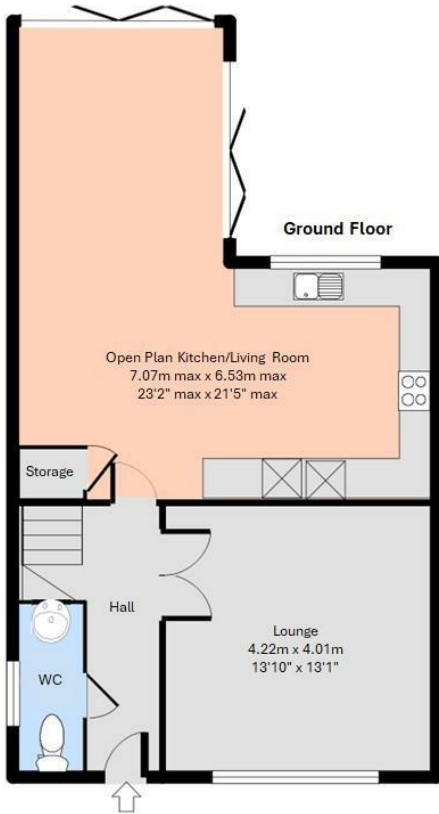 Ground Floor
Open Plan Kitchen/Living Room
7.07m max x 6.53m max
23'2" max x 21'5" max
Storage
Hall
Lounge
4.22m x 4.01m
13'10" x 13'1"
WC